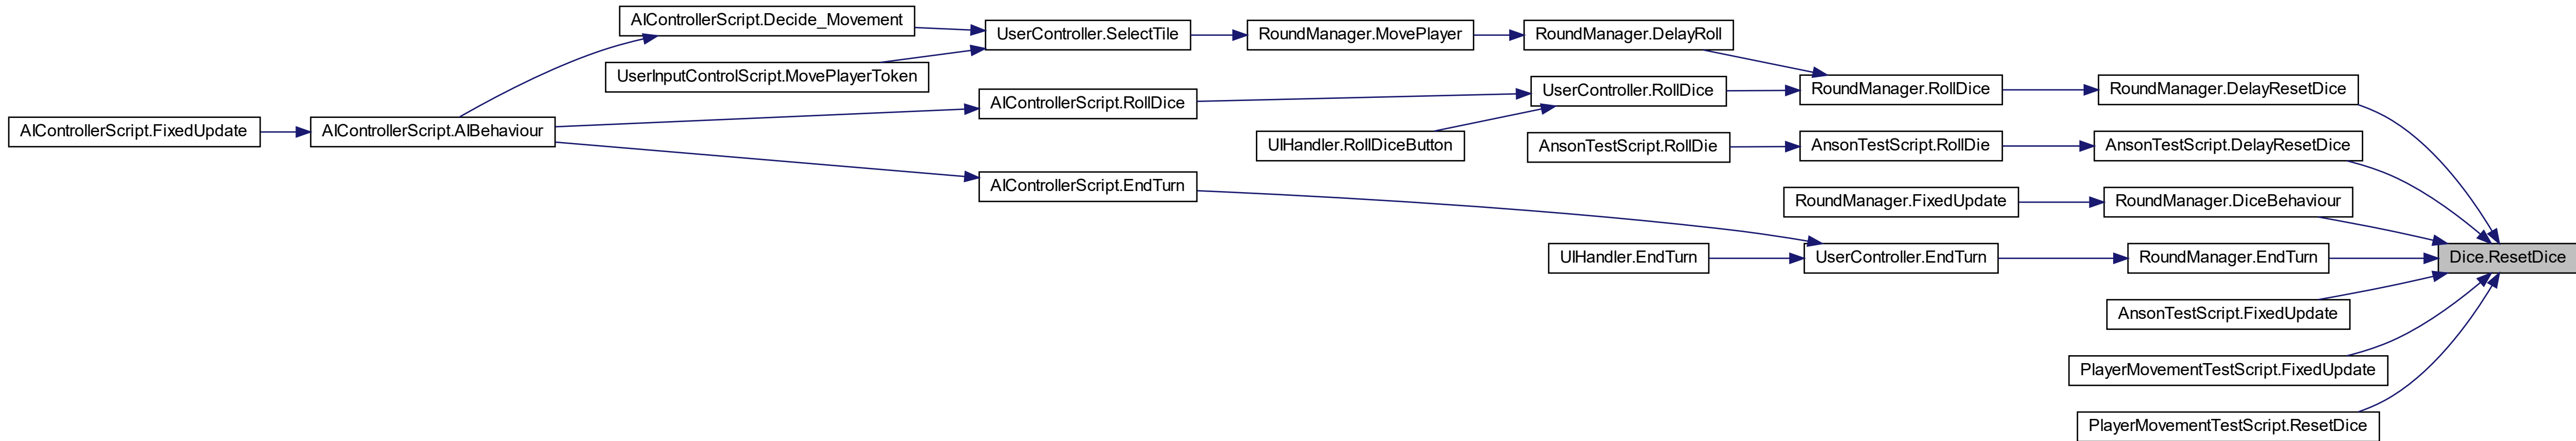 AIControllerScript.Decide_Movement
UserController.SelectTile
RoundManager.MovePlayer
RoundManager.DelayRoll
UserInputControlScript.MovePlayerToken
UserController.RollDice
RoundManager.RollDice
RoundManager.DelayResetDice
AIControllerScript.RollDice
AIControllerScript.FixedUpdate
AIControllerScript.AIBehaviour
UIHandler.RollDiceButton
AnsonTestScript.RollDie
AnsonTestScript.RollDie
AnsonTestScript.DelayResetDice
AIControllerScript.EndTurn
RoundManager.FixedUpdate
RoundManager.DiceBehaviour
UIHandler.EndTurn
UserController.EndTurn
RoundManager.EndTurn
Dice.ResetDice
AnsonTestScript.FixedUpdate
PlayerMovementTestScript.FixedUpdate
PlayerMovementTestScript.ResetDice